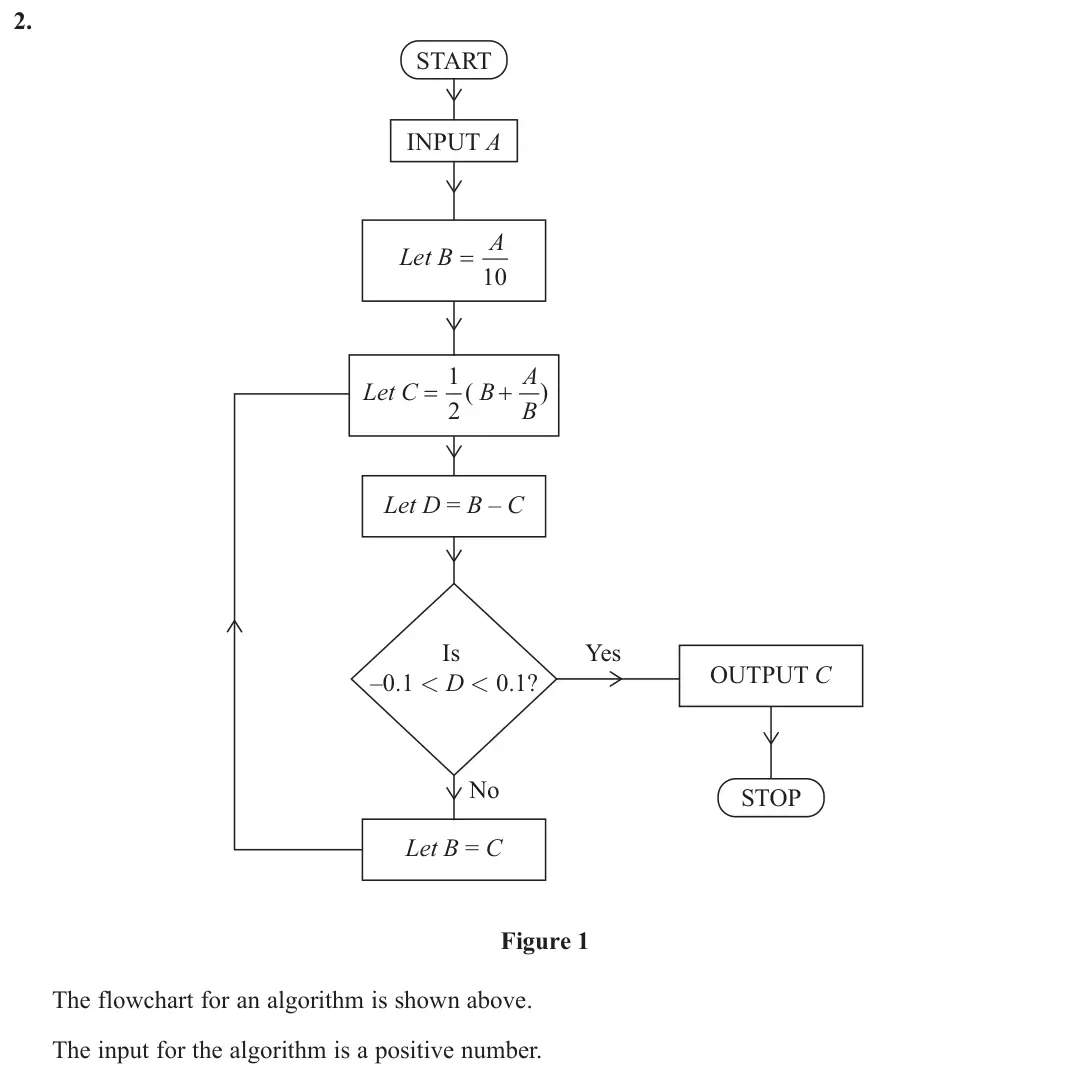 2.
START
INPUT A
Let B = A/10
Let C = 1/2 ( B + A/B )
Let D = B – C
Is
–0.1 < D < 0.1?
Yes
OUTPUT C
STOP
No
Let B = C
Figure 1
The flowchart for an algorithm is shown above.
The input for the algorithm is a positive number.